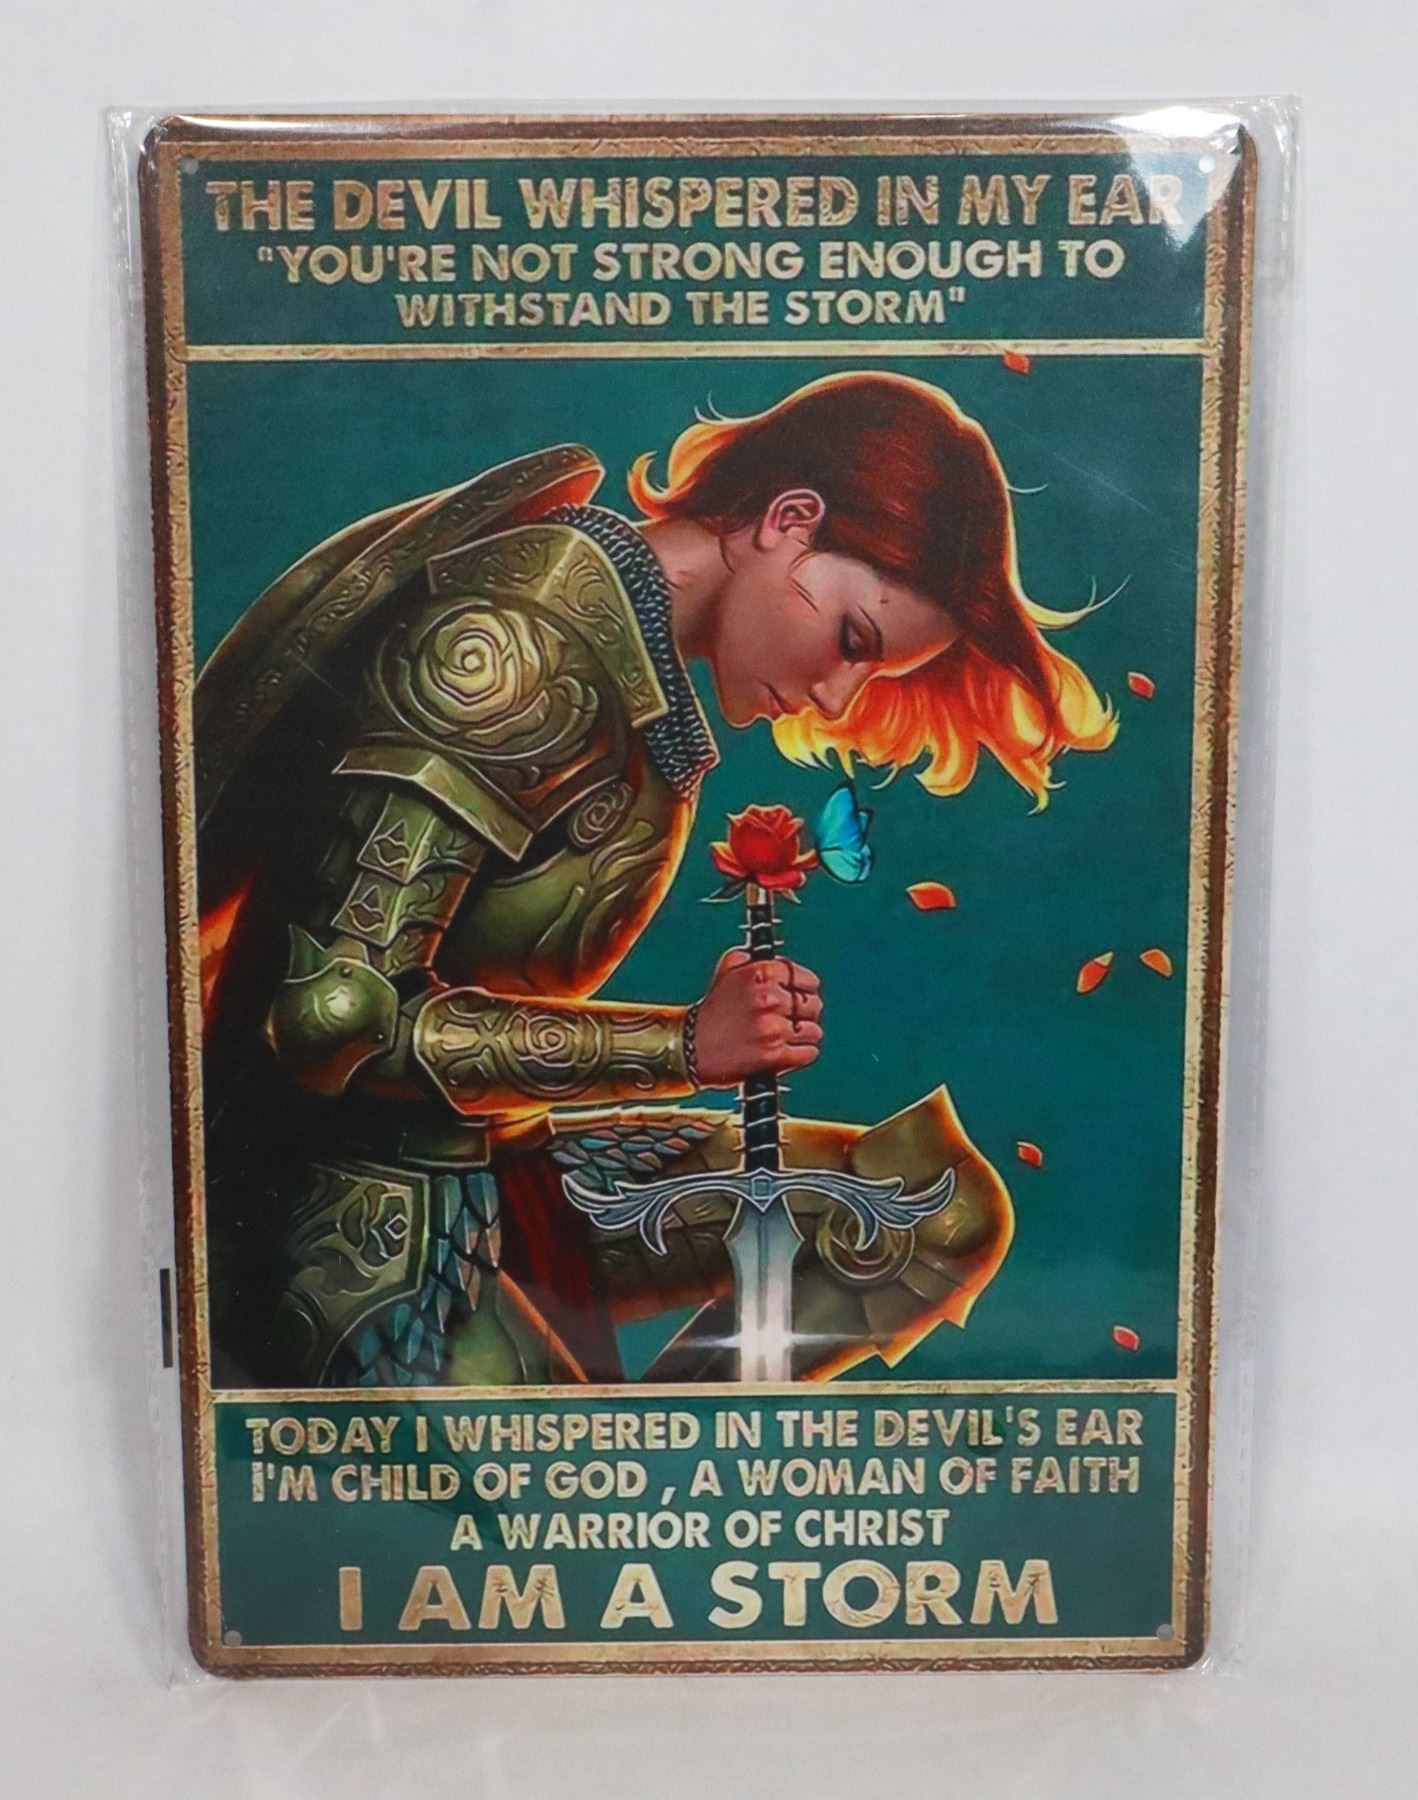 THE DEVIL WHISPERED IN MY EAR
"YOU'RE NOT STRONG ENOUGH TO
WITHSTAND THE STORM"
TODAY I WHISPERED IN THE DEVIL'S EAR
I'M CHILD OF GOD , A WOMAN OF FAITH
A WARRIOR OF CHRIST
I AM A STORM